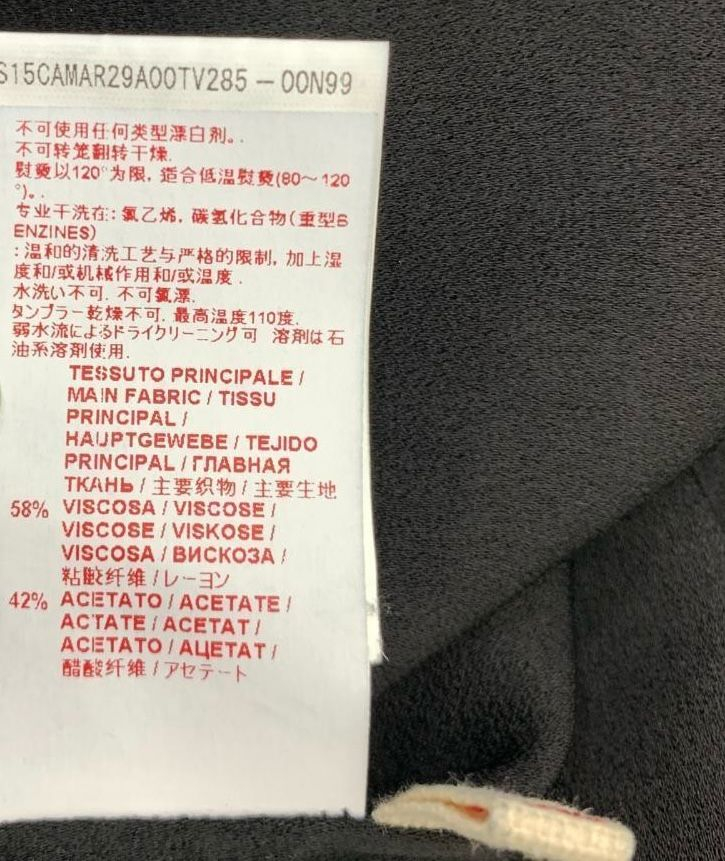 S15CAMAR29A00TV285 – 00N99
不可使用任何类型漂白剂。.
不可转笼翻转干燥.
熨烫以120°为限, 适合低温熨烫(80～120
°)。.
专业干洗在: 氯乙烯, 碳氢化合物(重型B
ENZINES)
:温和的清洗工艺与严格的限制, 加上湿
度和/或机械作用和/或温度 .
水洗い不可. 不可氯漂.
タンブラー乾燥不可. 最高温度110度.
弱水流によるドライクリーニング可 溶剤は石
油系溶剤使用.
TESSUTO PRINCIPALE /
MAIN FABRIC / TISSU
PRINCIPAL /
HAUPTGEWEBE / TEJIDO
PRINCIPAL / ГЛАВНАЯ
ТКАНЬ / 主要织物 / 主要生地
58% VISCOSA / VISCOSE /
VISCOSE / VISKOSE /
VISCOSA / ВИСКОЗА /
粘酸纤维 / レーヨン
42% ACETATO / ACETATE /
ACTATE / ACETAT /
ACETATO / АЦЕТАТ /
醋酸纤维 / アセテート